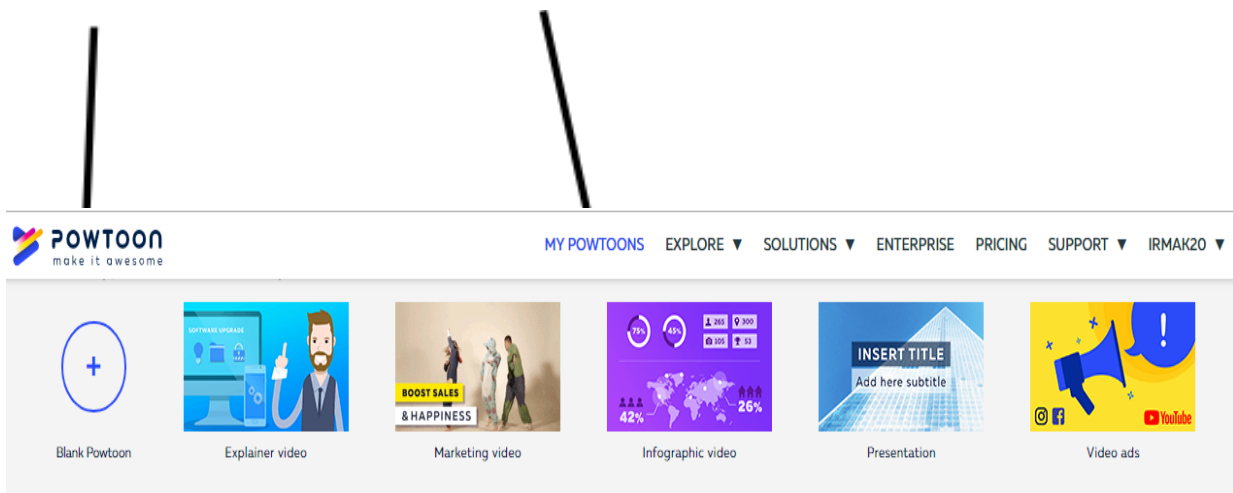 POWTOON
make it awesome
MY POWTOONS EXPLORE ▼ SOLUTIONS ▼ ENTERPRISE PRICING SUPPORT ▼ IRMAK20 ▼
SOFTWARE UPGRADE
BOOST SALES
& HAPPINESS
75% 45% 265 300
105 53
42% 26%
INSERT TITLE
Add here subtitle
!
YouTube
Blank Powtoon Explainer video Marketing video Infographic video Presentation Video ads